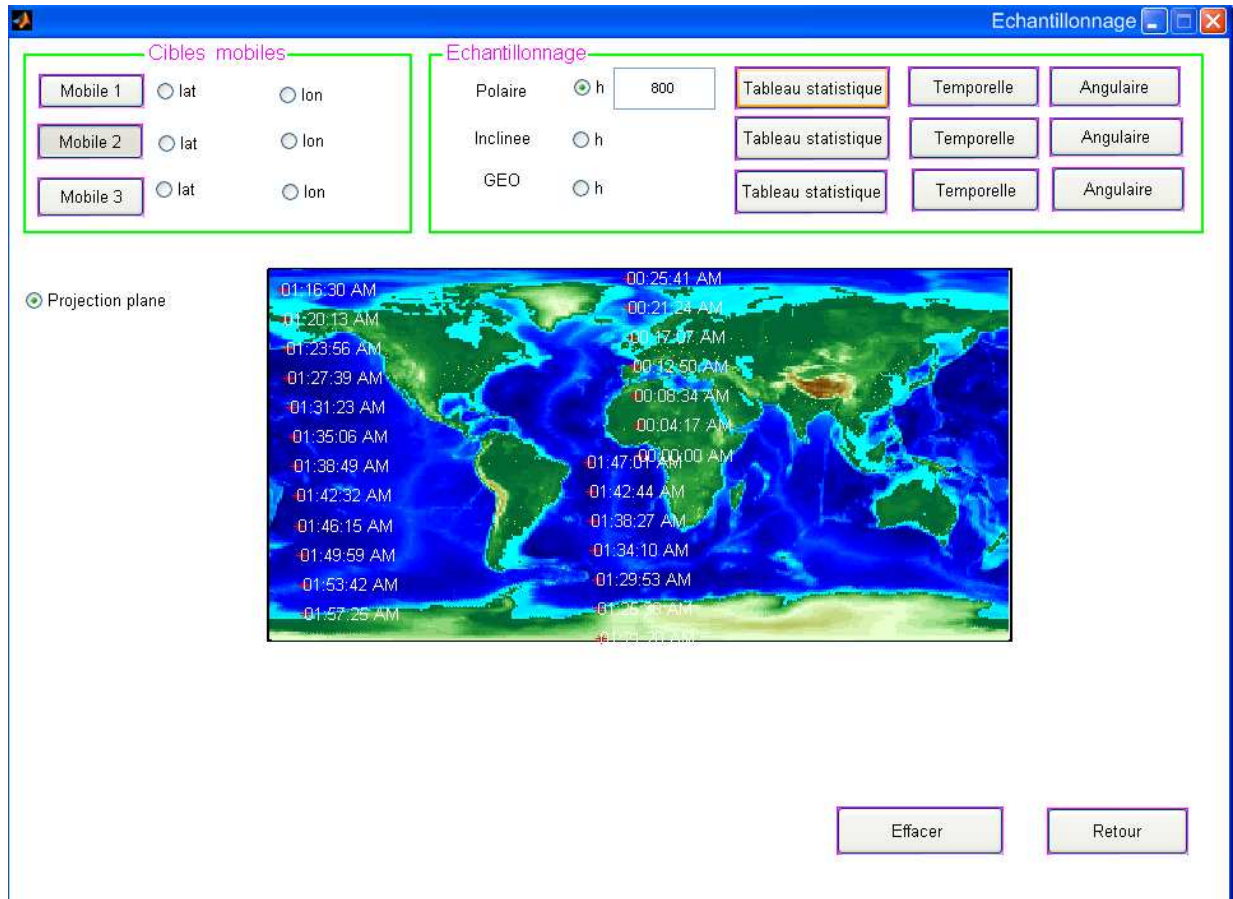 Echantillonnage
Cibles mobiles
Mobile 1 lat lon
Mobile 2 lat lon
Mobile 3 lat lon
Echantillonnage
Polaire h 800 Tableau statistique Temporelle Angulaire
Inclinee h Tableau statistique Temporelle Angulaire
GEO h Tableau statistique Temporelle Angulaire
Projection plane
01:16:30 AM
01:20:13 AM
01:23:56 AM
01:27:39 AM
01:31:23 AM
01:35:06 AM
01:38:49 AM
01:42:32 AM
01:46:15 AM
01:49:59 AM
01:53:42 AM
01:57:25 AM
00:25:41 AM
00:21:24 AM
00:17:07 AM
00:12:50 AM
00:08:34 AM
00:04:17 AM
00:00:00 AM
01:47:01 AM
01:42:44 AM
01:38:27 AM
01:34:10 AM
01:29:53 AM
01:25:36 AM
AM
Effacer
Retour